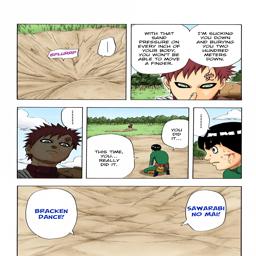 I'M SUCKING
YOU DOWN
AND BURYING
YOU TWO
HUNDRED
METERS
DOWN.
WITH THAT
SAND
PRESSURE ON
EVERY INCH
OF YOUR BODY,
YOU WON'T
BE ABLE
TO MOVE
A FINGER.
SPLURRP
YOU
DID
IT...
THIS TIME,
YOU...
REALLY
DID IT.
SAWARABI
NO MAI!
BRACKEN
DANCE!